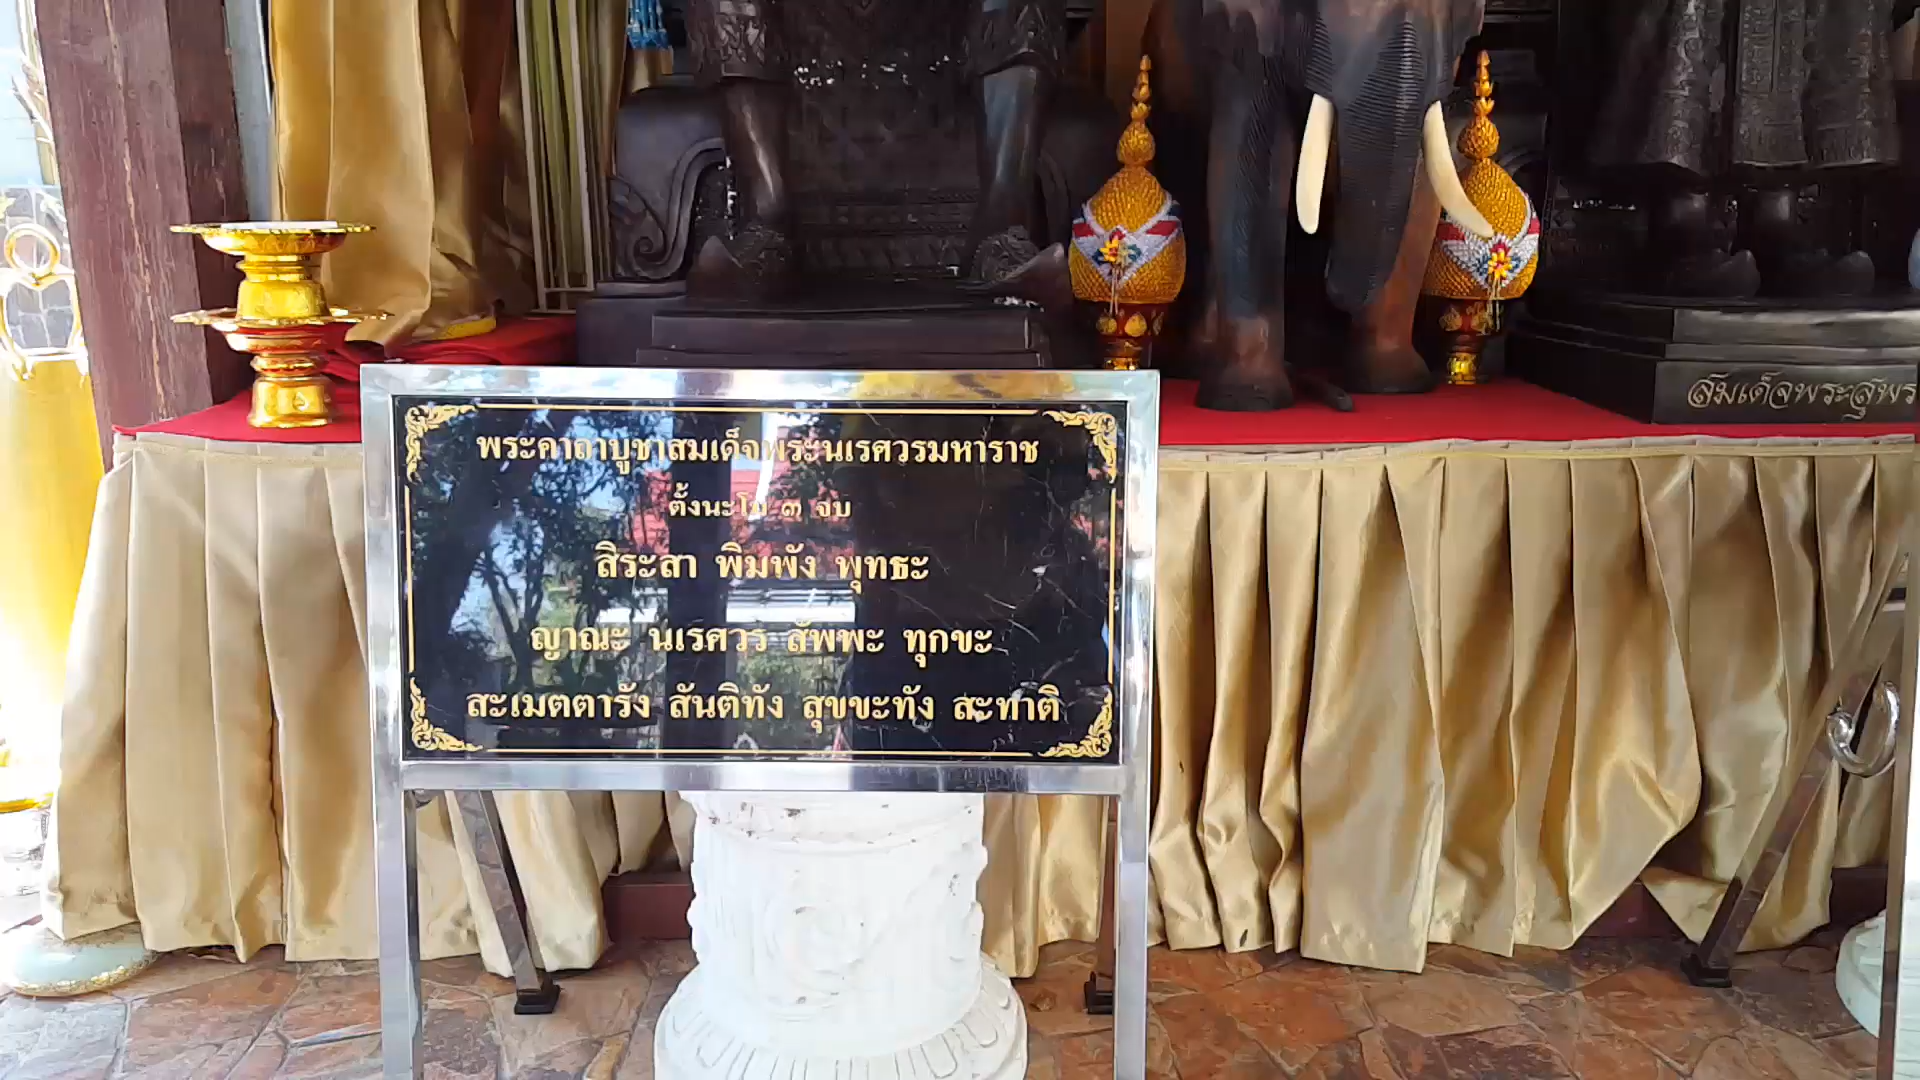 พระคาถาบูชาสมเด็จพระนเรศวรมหาราช
ตั้งนะโม ๓ จบ
สิระสา พิมพัง พุทธะ
ญาณะ นเรศวร สัพพะ ทุกขะ
สะเมตตารัง สันติทัง สุขขะทัง สะทาติ
สมเด็จพระสุพร